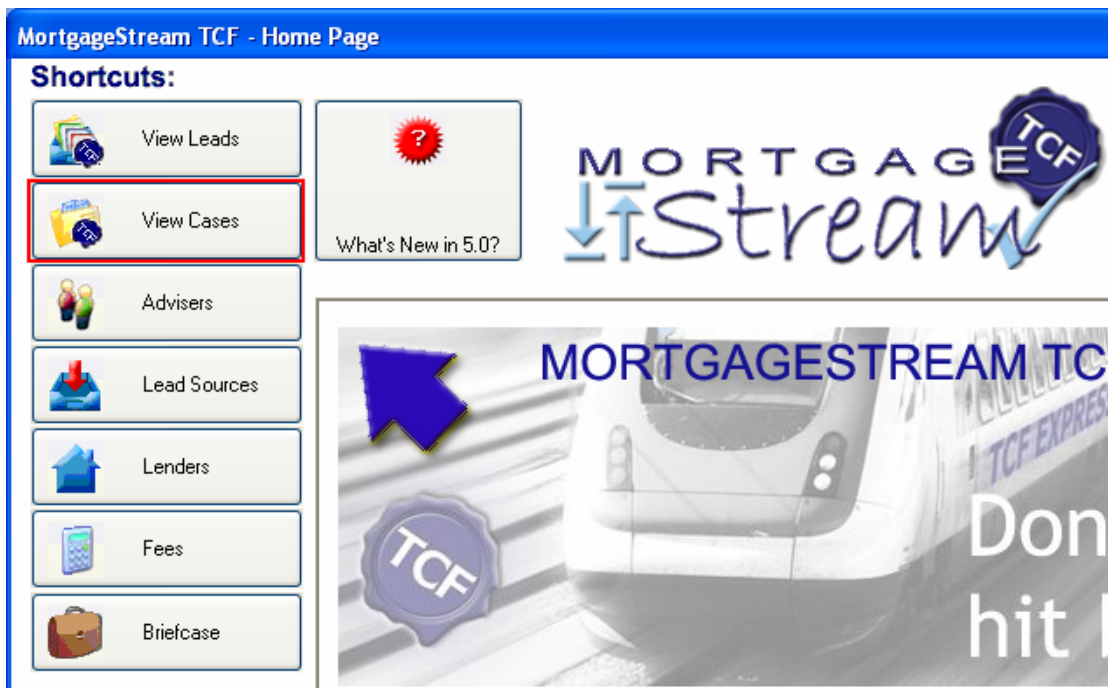 MortgageStream TCF - Home Page
Shortcuts:
View Leads
View Cases
Advisers
Lead Sources
Lenders
Fees
Briefcase
?
What's New in 5.0?
MORTGAGE
Stream
TCF
MORTGAGESTREAM TC
TCF EXPRES
TCF
Don
hit